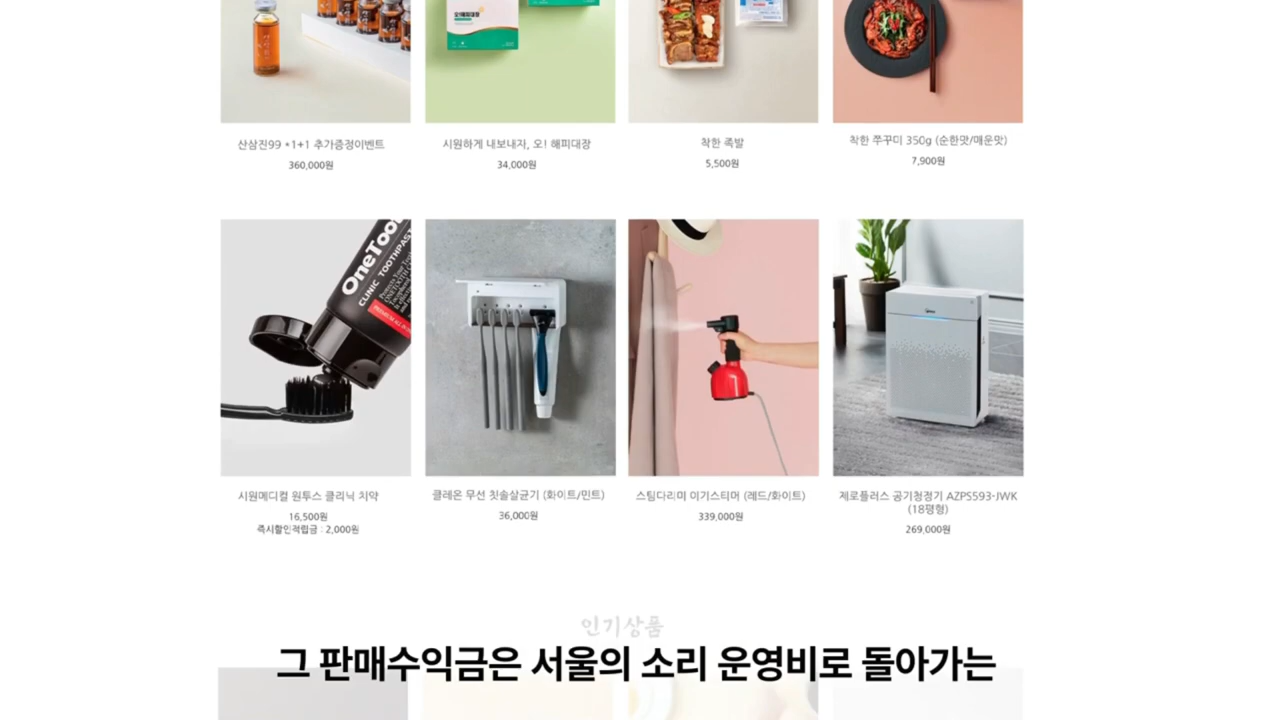 산삼진99 *1+1 추가증정이벤트
360,000원
시원하게 내보내자, 오! 해피대장
34,000원
착한 족발
5,500원
착한 쭈꾸미 350g (순한맛/매운맛)
7,900원
OneToo
CLINIC TOOTHPAST
시원메디컬 원투스 클리닉 치약
16,500원
즉시할인적립금 : 2,000원
클레온 무선 칫솔살균기 (화이트/민트)
36,000원
스팀다리미 이기스티머 (레드/화이트)
339,000원
제로플러스 공기청정기 AZPS593-JWK
(18평형)
269,000원
인기상품
그 판매수익금은 서울의 소리 운영비로 돌아가는